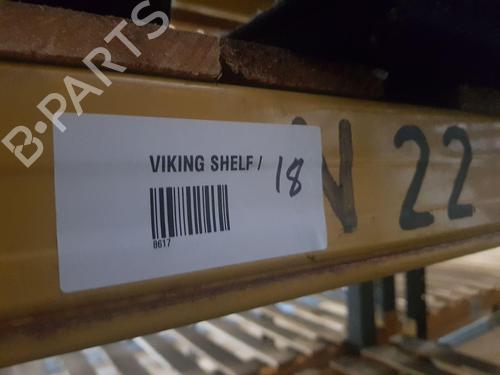 B-PARTS
VIKING SHELF / 18
8617
N 22